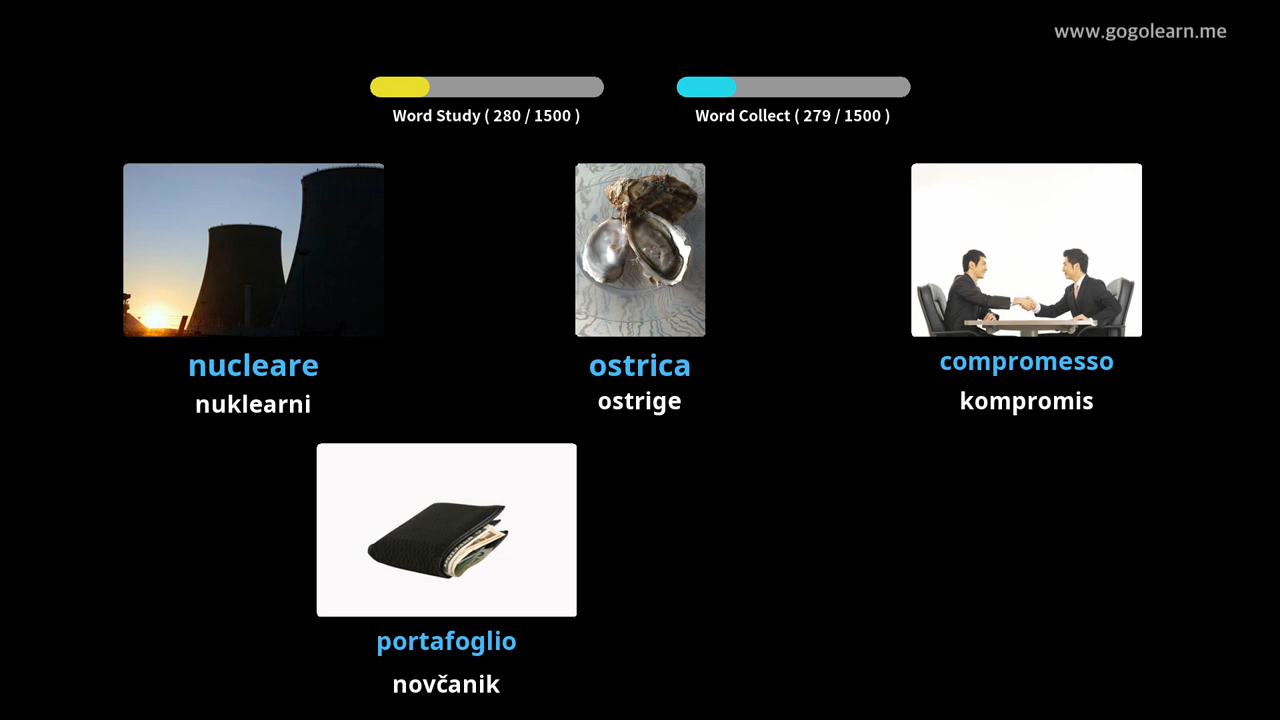 www.gogolearn.me
Word Study ( 280 / 1500 )
Word Collect ( 279 / 1500 )
nucleare
nuklearni
ostrica
ostrige
compromesso
kompromis
portafoglio
novčanik